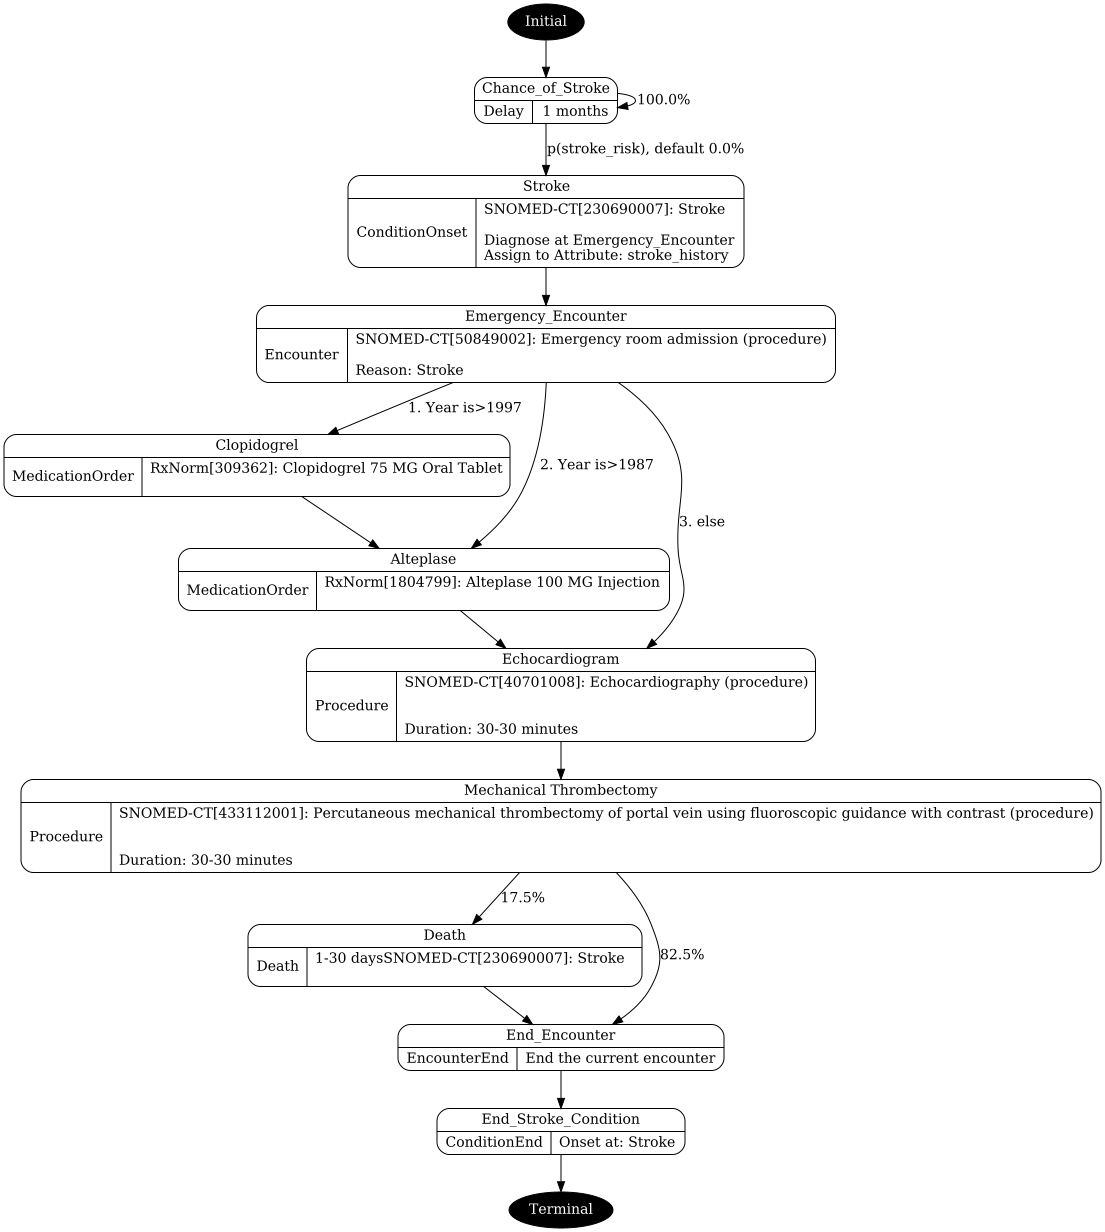 Initial
Chance_of_Stroke
Delay
1 months
100.0%
p(stroke_risk), default 0.0%
Stroke
ConditionOnset
SNOMED-CT[230690007]: Stroke
Diagnose at Emergency_Encounter
Assign to Attribute: stroke_history
Emergency_Encounter
Encounter
SNOMED-CT[50849002]: Emergency room admission (procedure)
Reason: Stroke
1. Year is>1997
Clopidogrel
MedicationOrder
RxNorm[309362]: Clopidogrel 75 MG Oral Tablet
2. Year is>1987
3. else
Alteplase
MedicationOrder
RxNorm[1804799]: Alteplase 100 MG Injection
Echocardiogram
Procedure
SNOMED-CT[40701008]: Echocardiography (procedure)
Duration: 30-30 minutes
Mechanical Thrombectomy
Procedure
SNOMED-CT[433112001]: Percutaneous mechanical thrombectomy of portal vein using fluoroscopic guidance with contrast (procedure)
Duration: 30-30 minutes
17.5%
Death
Death
1-30 daysSNOMED-CT[230690007]: Stroke
82.5%
End_Encounter
EncounterEnd
End the current encounter
End_Stroke_Condition
ConditionEnd
Onset at: Stroke
Terminal